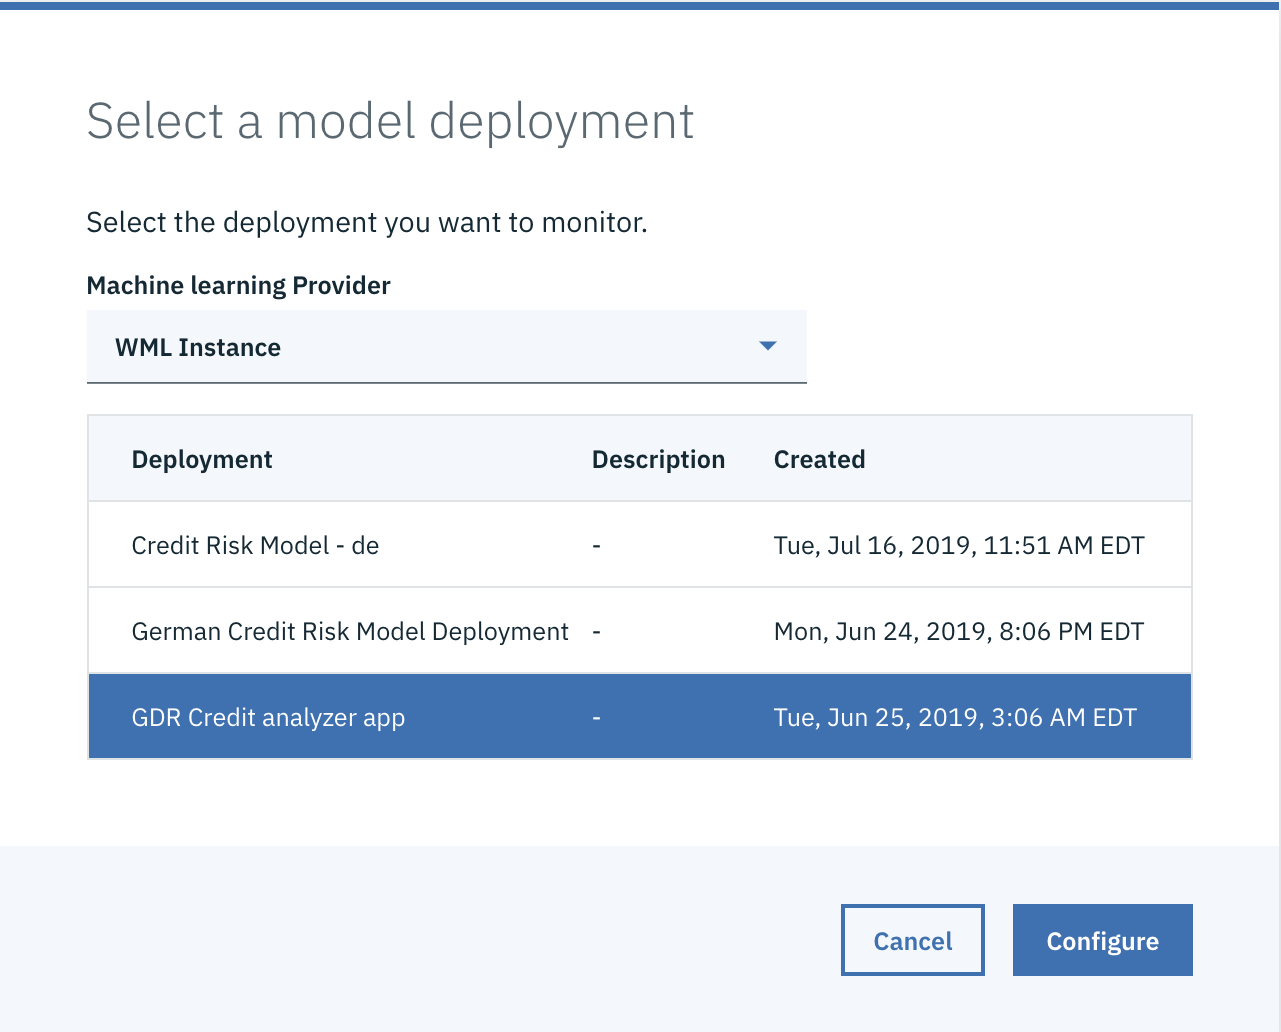 Select a model deployment
Select the deployment you want to monitor.
Machine learning Provider
WML Instance
Deployment Description Created
Credit Risk Model - de - Tue, Jul 16, 2019, 11:51 AM EDT
German Credit Risk Model Deployment - Mon, Jun 24, 2019, 8:06 PM EDT
GDR Credit analyzer app - Tue, Jun 25, 2019, 3:06 AM EDT
Cancel Configure